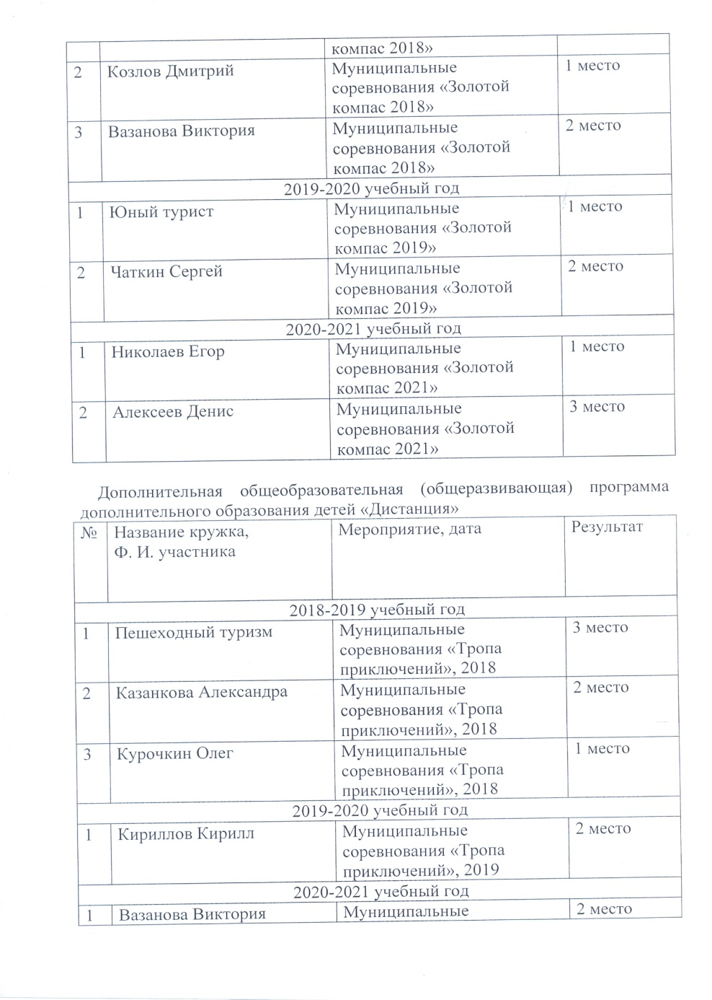 компас 2018»
2 Козлов Дмитрий Муниципальные 1 место
соревнования «Золотой
компас 2018»
3 Вазанова Виктория Муниципальные 2 место
соревнования «Золотой
компас 2018»
2019-2020 учебный год
1 Юный турист Муниципальные 1 место
соревнования «Золотой
компас 2019»
2 Чаткин Сергей Муниципальные 2 место
соревнования «Золотой
компас 2019»
2020-2021 учебный год
1 Николаев Егор Муниципальные 1 место
соревнования «Золотой
компас 2021»
2 Алексеев Денис Муниципальные 3 место
соревнования «Золотой
компас 2021»
Дополнительная общеобразовательная (общеразвивающая) программа
дополнительного образования детей «Дистанция»
№ Название кружка, Мероприятие, дата Результат
Ф. И. участника
2018-2019 учебный год
1 Пешеходный туризм Муниципальные 3 место
соревнования «Тропа
приключений», 2018
2 Казанкова Александра Муниципальные 2 место
соревнования «Тропа
приключений», 2018
3 Курочкин Олег Муниципальные 1 место
соревнования «Тропа
приключений», 2018
2019-2020 учебный год
1 Кириллов Кирилл Муниципальные 2 место
соревнования «Тропа
приключений», 2019
2020-2021 учебный год
1 Вазанова Виктория Муниципальные 2 место